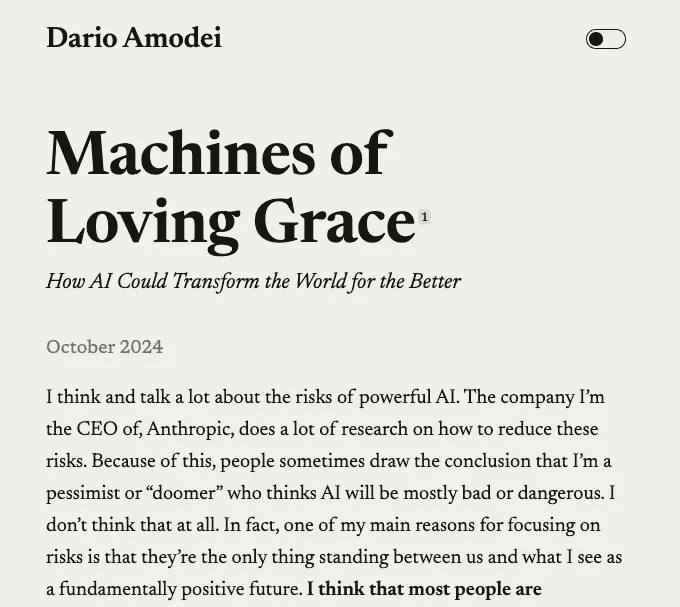 Dario Amodei
Machines of
Loving Grace1
How AI Could Transform the World for the Better
October 2024
I think and talk a lot about the risks of powerful AI. The company I’m
the CEO of, Anthropic, does a lot of research on how to reduce these
risks. Because of this, people sometimes draw the conclusion that I’m a
pessimist or “doomer” who thinks AI will be mostly bad or dangerous. I
don’t think that at all. In fact, one of my main reasons for focusing on
risks is that they’re the only thing standing between us and what I see as
a fundamentally positive future. I think that most people are